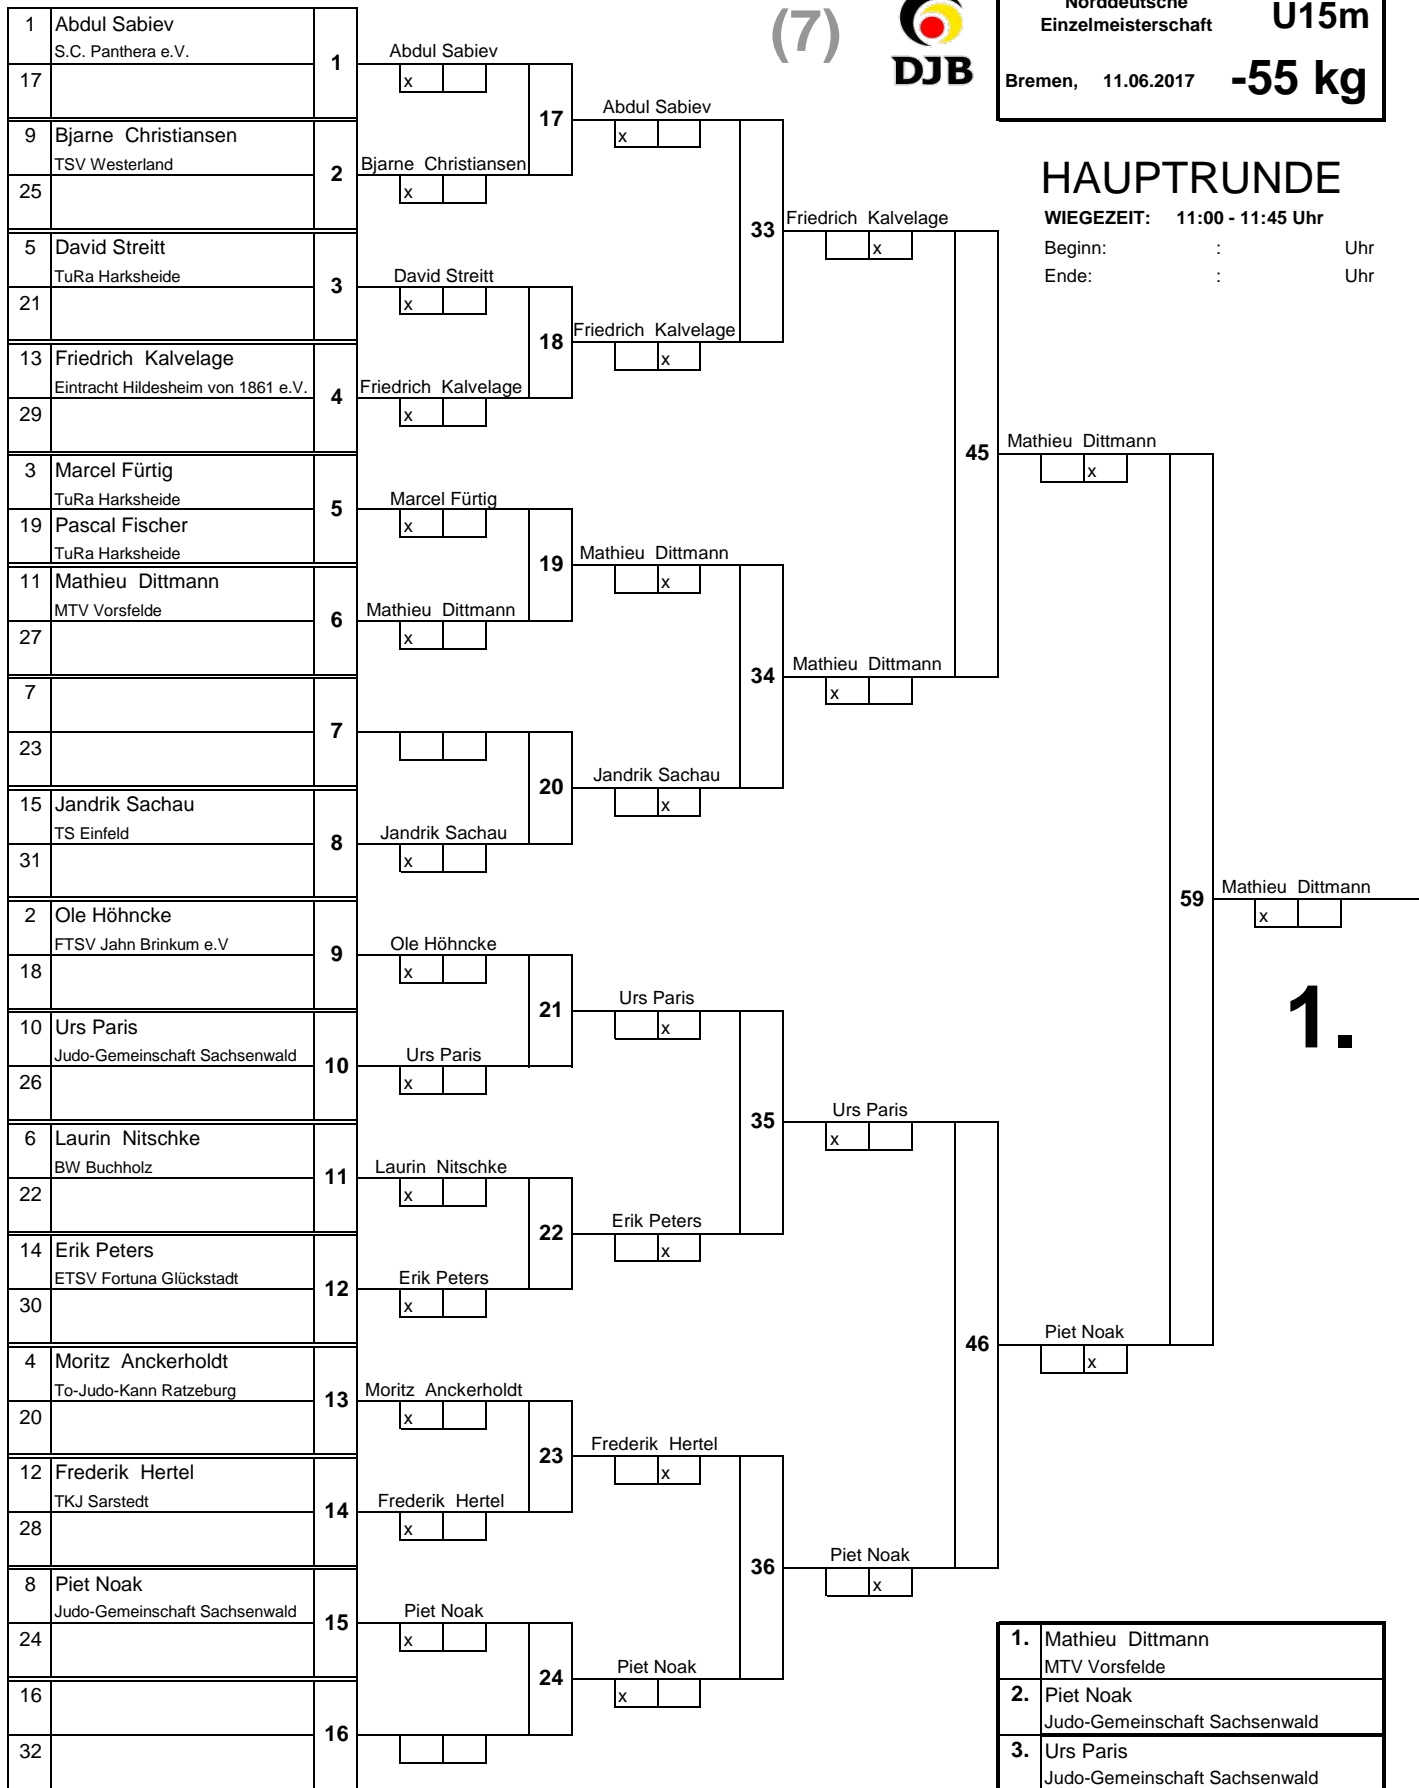 (7)
DJB
Norddeutsche
Einzelmeisterschaft
U15m
Bremen, 11.06.2017 -55 kg
HAUPTRUNDE
WIEGEZEIT: 11:00 - 11:45 Uhr
Beginn: : Uhr
Ende: : Uhr
1 Abdul Sabiev
S.C. Panthera e.V.
1
17
9 Bjarne Christiansen
TSV Westerland
2
25
5 David Streitt
TuRa Harksheide
3
21
13 Friedrich Kalvelage
Eintracht Hildesheim von 1861 e.V.
4
29
3 Marcel Fürtig
TuRa Harksheide
5
19 Pascal Fischer
TuRa Harksheide
11 Mathieu Dittmann
MTV Vorsfelde
6
27
7
7
23
15 Jandrik Sachau
TS Einfeld
8
31
2 Ole Höhncke
FTSV Jahn Brinkum e.V
9
18
10 Urs Paris
Judo-Gemeinschaft Sachsenwald
10
26
6 Laurin Nitschke
BW Buchholz
11
22
14 Erik Peters
ETSV Fortuna Glückstadt
12
30
4 Moritz Anckerholdt
To-Judo-Kann Ratzeburg
13
20
12 Frederik Hertel
TKJ Sarstedt
14
28
8 Piet Noak
Judo-Gemeinschaft Sachsenwald
15
24
16
16
32
Abdul Sabiev
x
17
Bjarne Christiansen
x
David Streitt
x
18
Friedrich Kalvelage
x
Marcel Fürtig
x
19
Mathieu Dittmann
x
20
Jandrik Sachau
x
Ole Höhncke
x
21
Urs Paris
x
Laurin Nitschke
x
22
Erik Peters
x
Moritz Anckerholdt
x
23
Frederik Hertel
x
Piet Noak
x
24
Abdul Sabiev
x
33
Friedrich Kalvelage
x
Mathieu Dittmann
x
34
Jandrik Sachau
x
Urs Paris
x
35
Erik Peters
x
Frederik Hertel
x
36
Piet Noak
x
Friedrich Kalvelage
x
45
Mathieu Dittmann
x
Urs Paris
x
46
Piet Noak
x
Mathieu Dittmann
x
59
Piet Noak
x
Mathieu Dittmann
x
1.
1. Mathieu Dittmann
MTV Vorsfelde
2. Piet Noak
Judo-Gemeinschaft Sachsenwald
3. Urs Paris
Judo-Gemeinschaft Sachsenwald